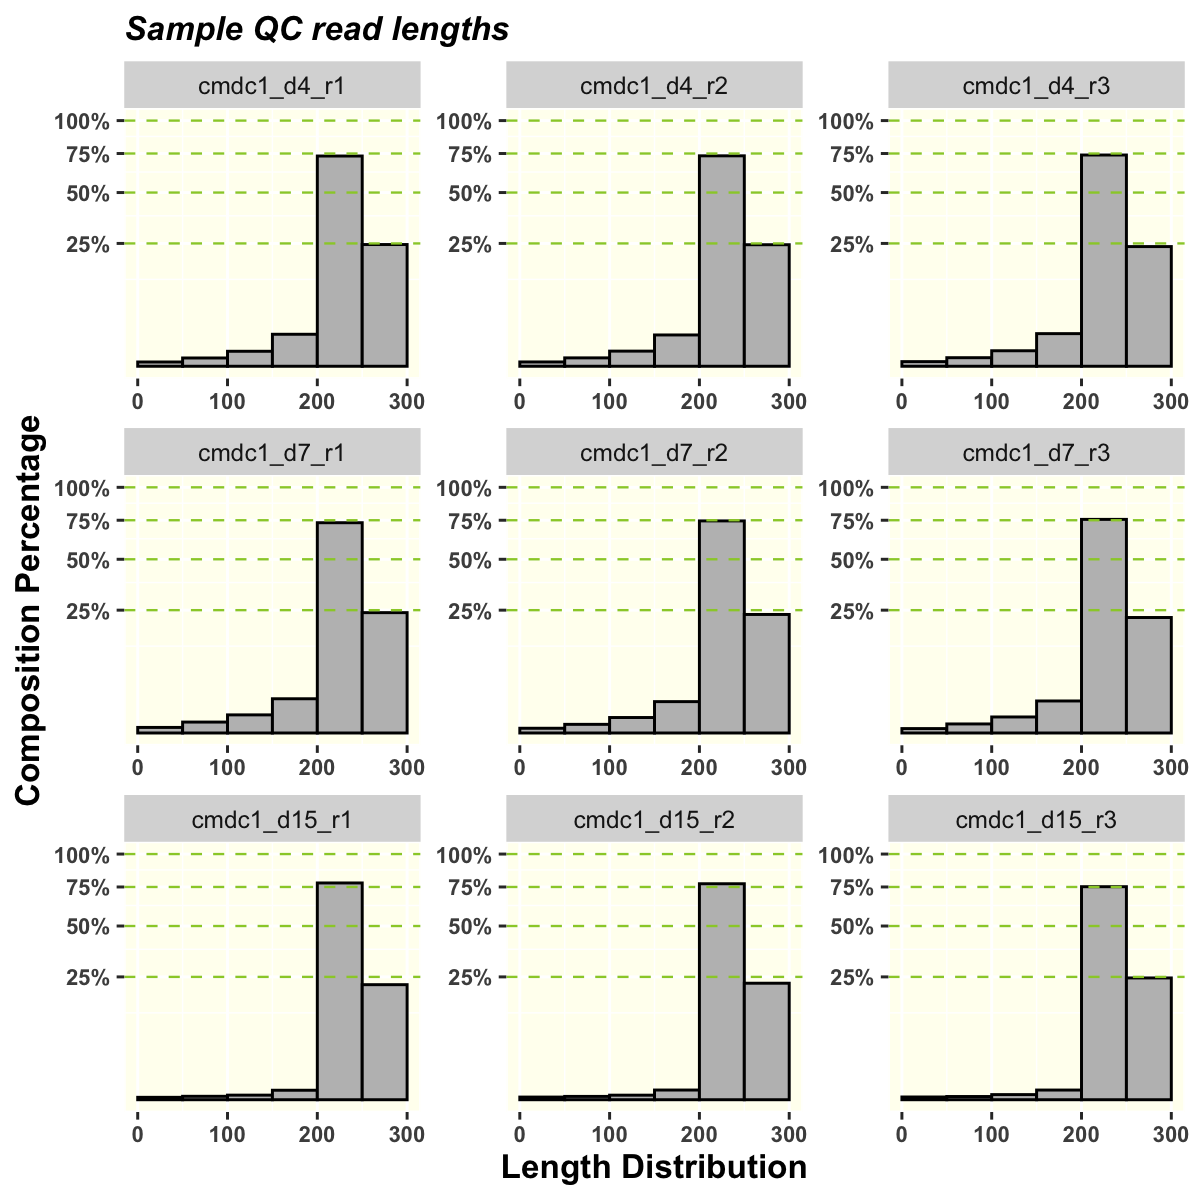 Sample QC read lengths
cmdc1_d4_r1 cmdc1_d4_r2 cmdc1_d4_r3
100% 100% 100%
75% 75% 75%
50% 50% 50%
25% 25% 25%
0 100 200 300 0 100 200 300 0 100 200 300
Composition Percentage
cmdc1_d7_r1 cmdc1_d7_r2 cmdc1_d7_r3
100% 100% 100%
75% 75% 75%
50% 50% 50%
25% 25% 25%
0 100 200 300 0 100 200 300 0 100 200 300
cmdc1_d15_r1 cmdc1_d15_r2 cmdc1_d15_r3
100% 100% 100%
75% 75% 75%
50% 50% 50%
25% 25% 25%
0 100 200 300 0 100 200 300 0 100 200 300
Length Distribution